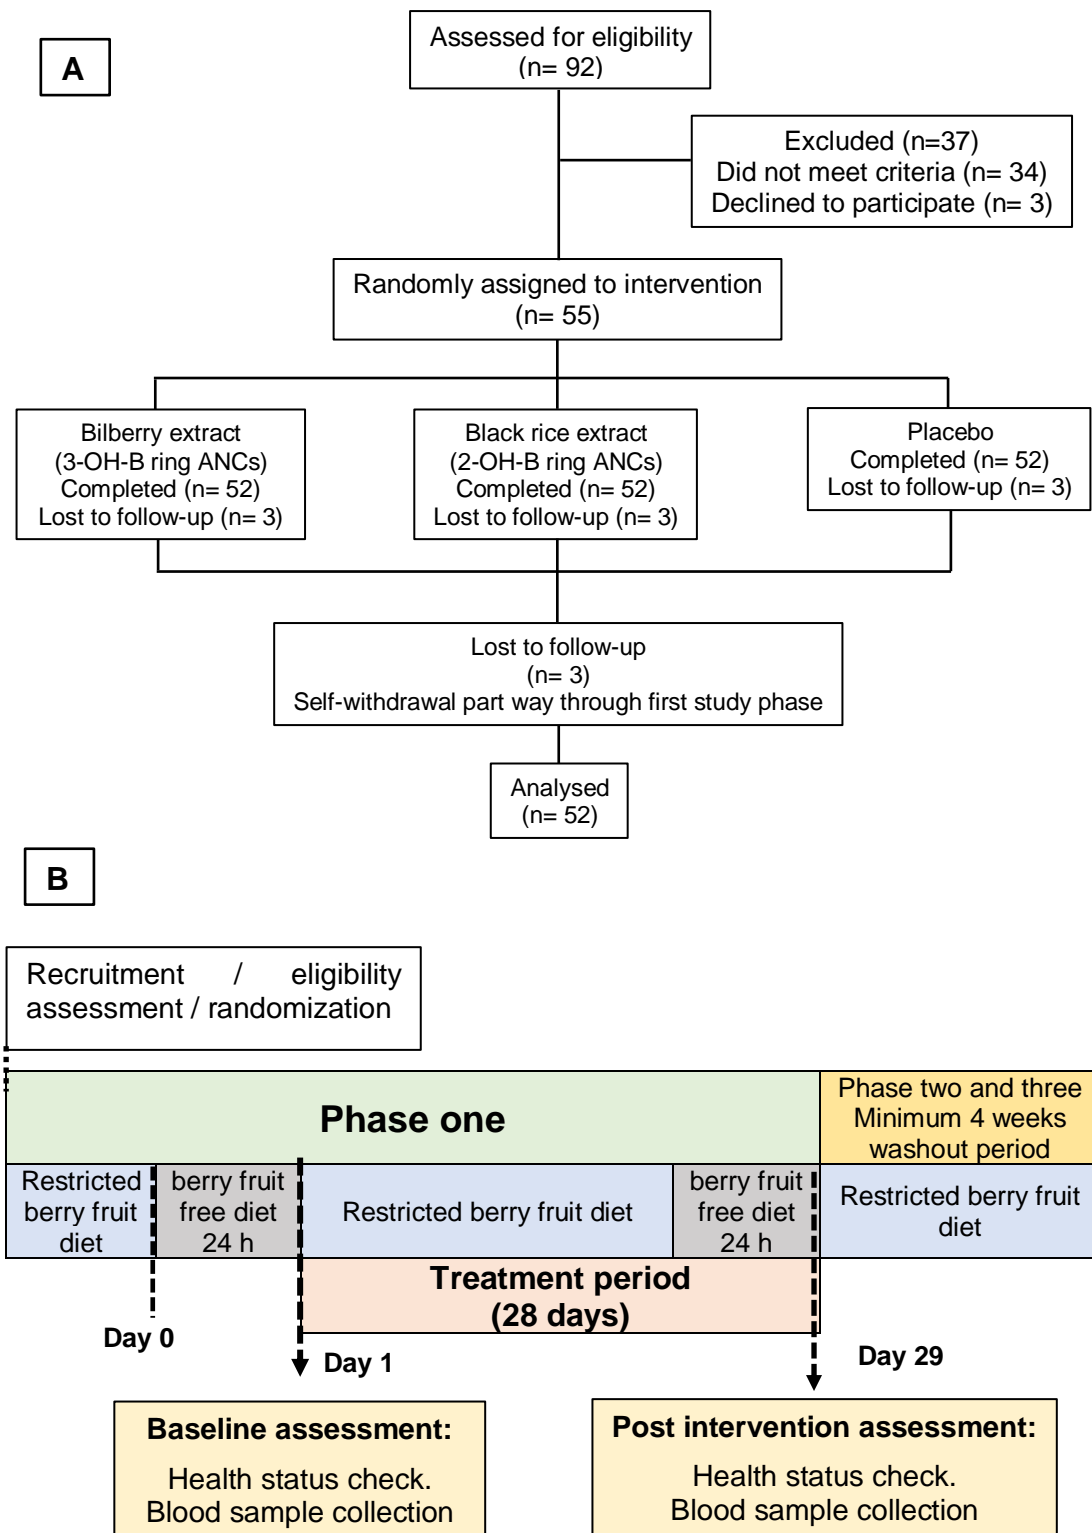 A
Assessed for eligibility
(n= 92)
Excluded (n=37)
Did not meet criteria (n= 34)
Declined to participate (n= 3)
Randomly assigned to intervention
(n= 55)
Bilberry extract
(3-OH-B ring ANCs)
Completed (n= 52)
Lost to follow-up (n= 3)
Black rice extract
(2-OH-B ring ANCs)
Completed (n= 52)
Lost to follow-up (n= 3)
Placebo
Completed (n= 52)
Lost to follow-up (n= 3)
Lost to follow-up
(n= 3)
Self-withdrawal part way through first study phase
Analysed
(n= 52)
B
Recruitment / eligibility
assessment / randomization
Phase one
Phase two and three
Minimum 4 weeks
washout period
Restricted
berry fruit
diet
berry fruit
free diet
24 h
Restricted berry fruit diet
berry fruit
free diet
24 h
Restricted berry fruit
diet
Treatment period
(28 days)
Day 0
Day 1
Day 29
Baseline assessment:
Health status check.
Blood sample collection
Post intervention assessment:
Health status check.
Blood sample collection